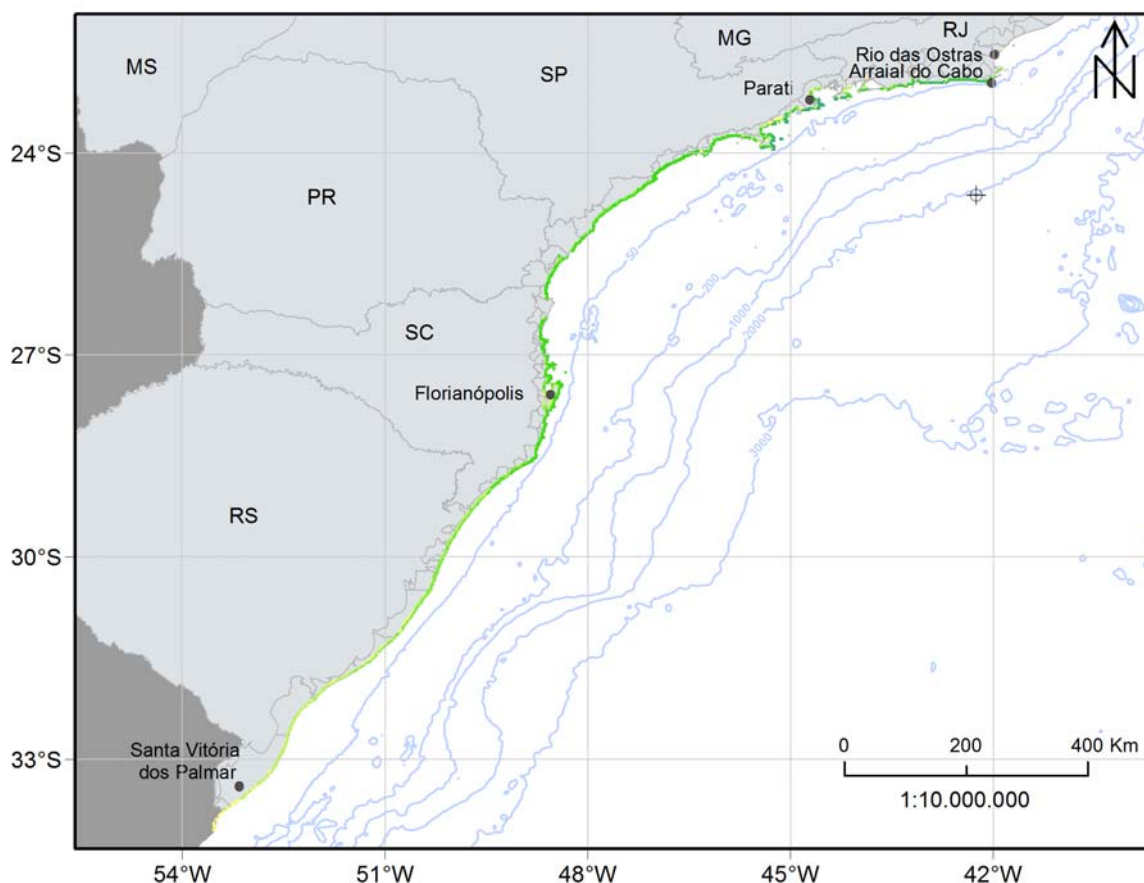 MG
RJ
MS
SP
Rio das Ostras
Arraial do Cabo
Parati
N
24°S
PR
50
200
1000
2000
SC
27°S
Florianópolis
3000
RS
30°S
Santa Vitória
dos Palmar
33°S
0 200 400 Km
1:10.000.000
54°W 51°W 48°W 45°W 42°W